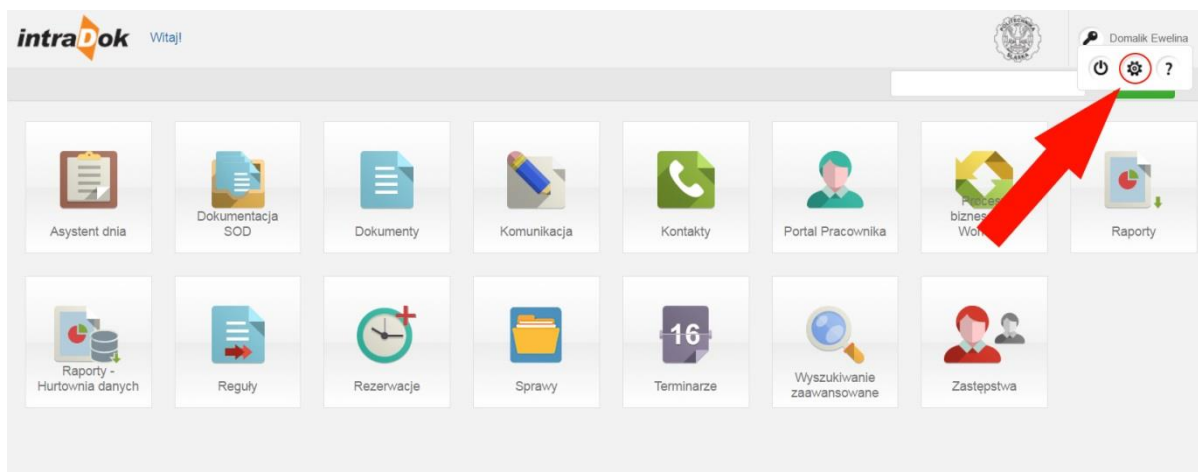 intraDok Witaj!
Domalik Ewelina
?
Asystent dnia
Dokumentacja
SOD
Dokumenty
Komunikacja
Kontakty
Portal Pracownika
Raporty
Raporty -
Hurtownia danych
Reguły
Rezerwacje
Sprawy
16
Terminarze
Wyszukiwanie
zaawansowane
Zastępstwa